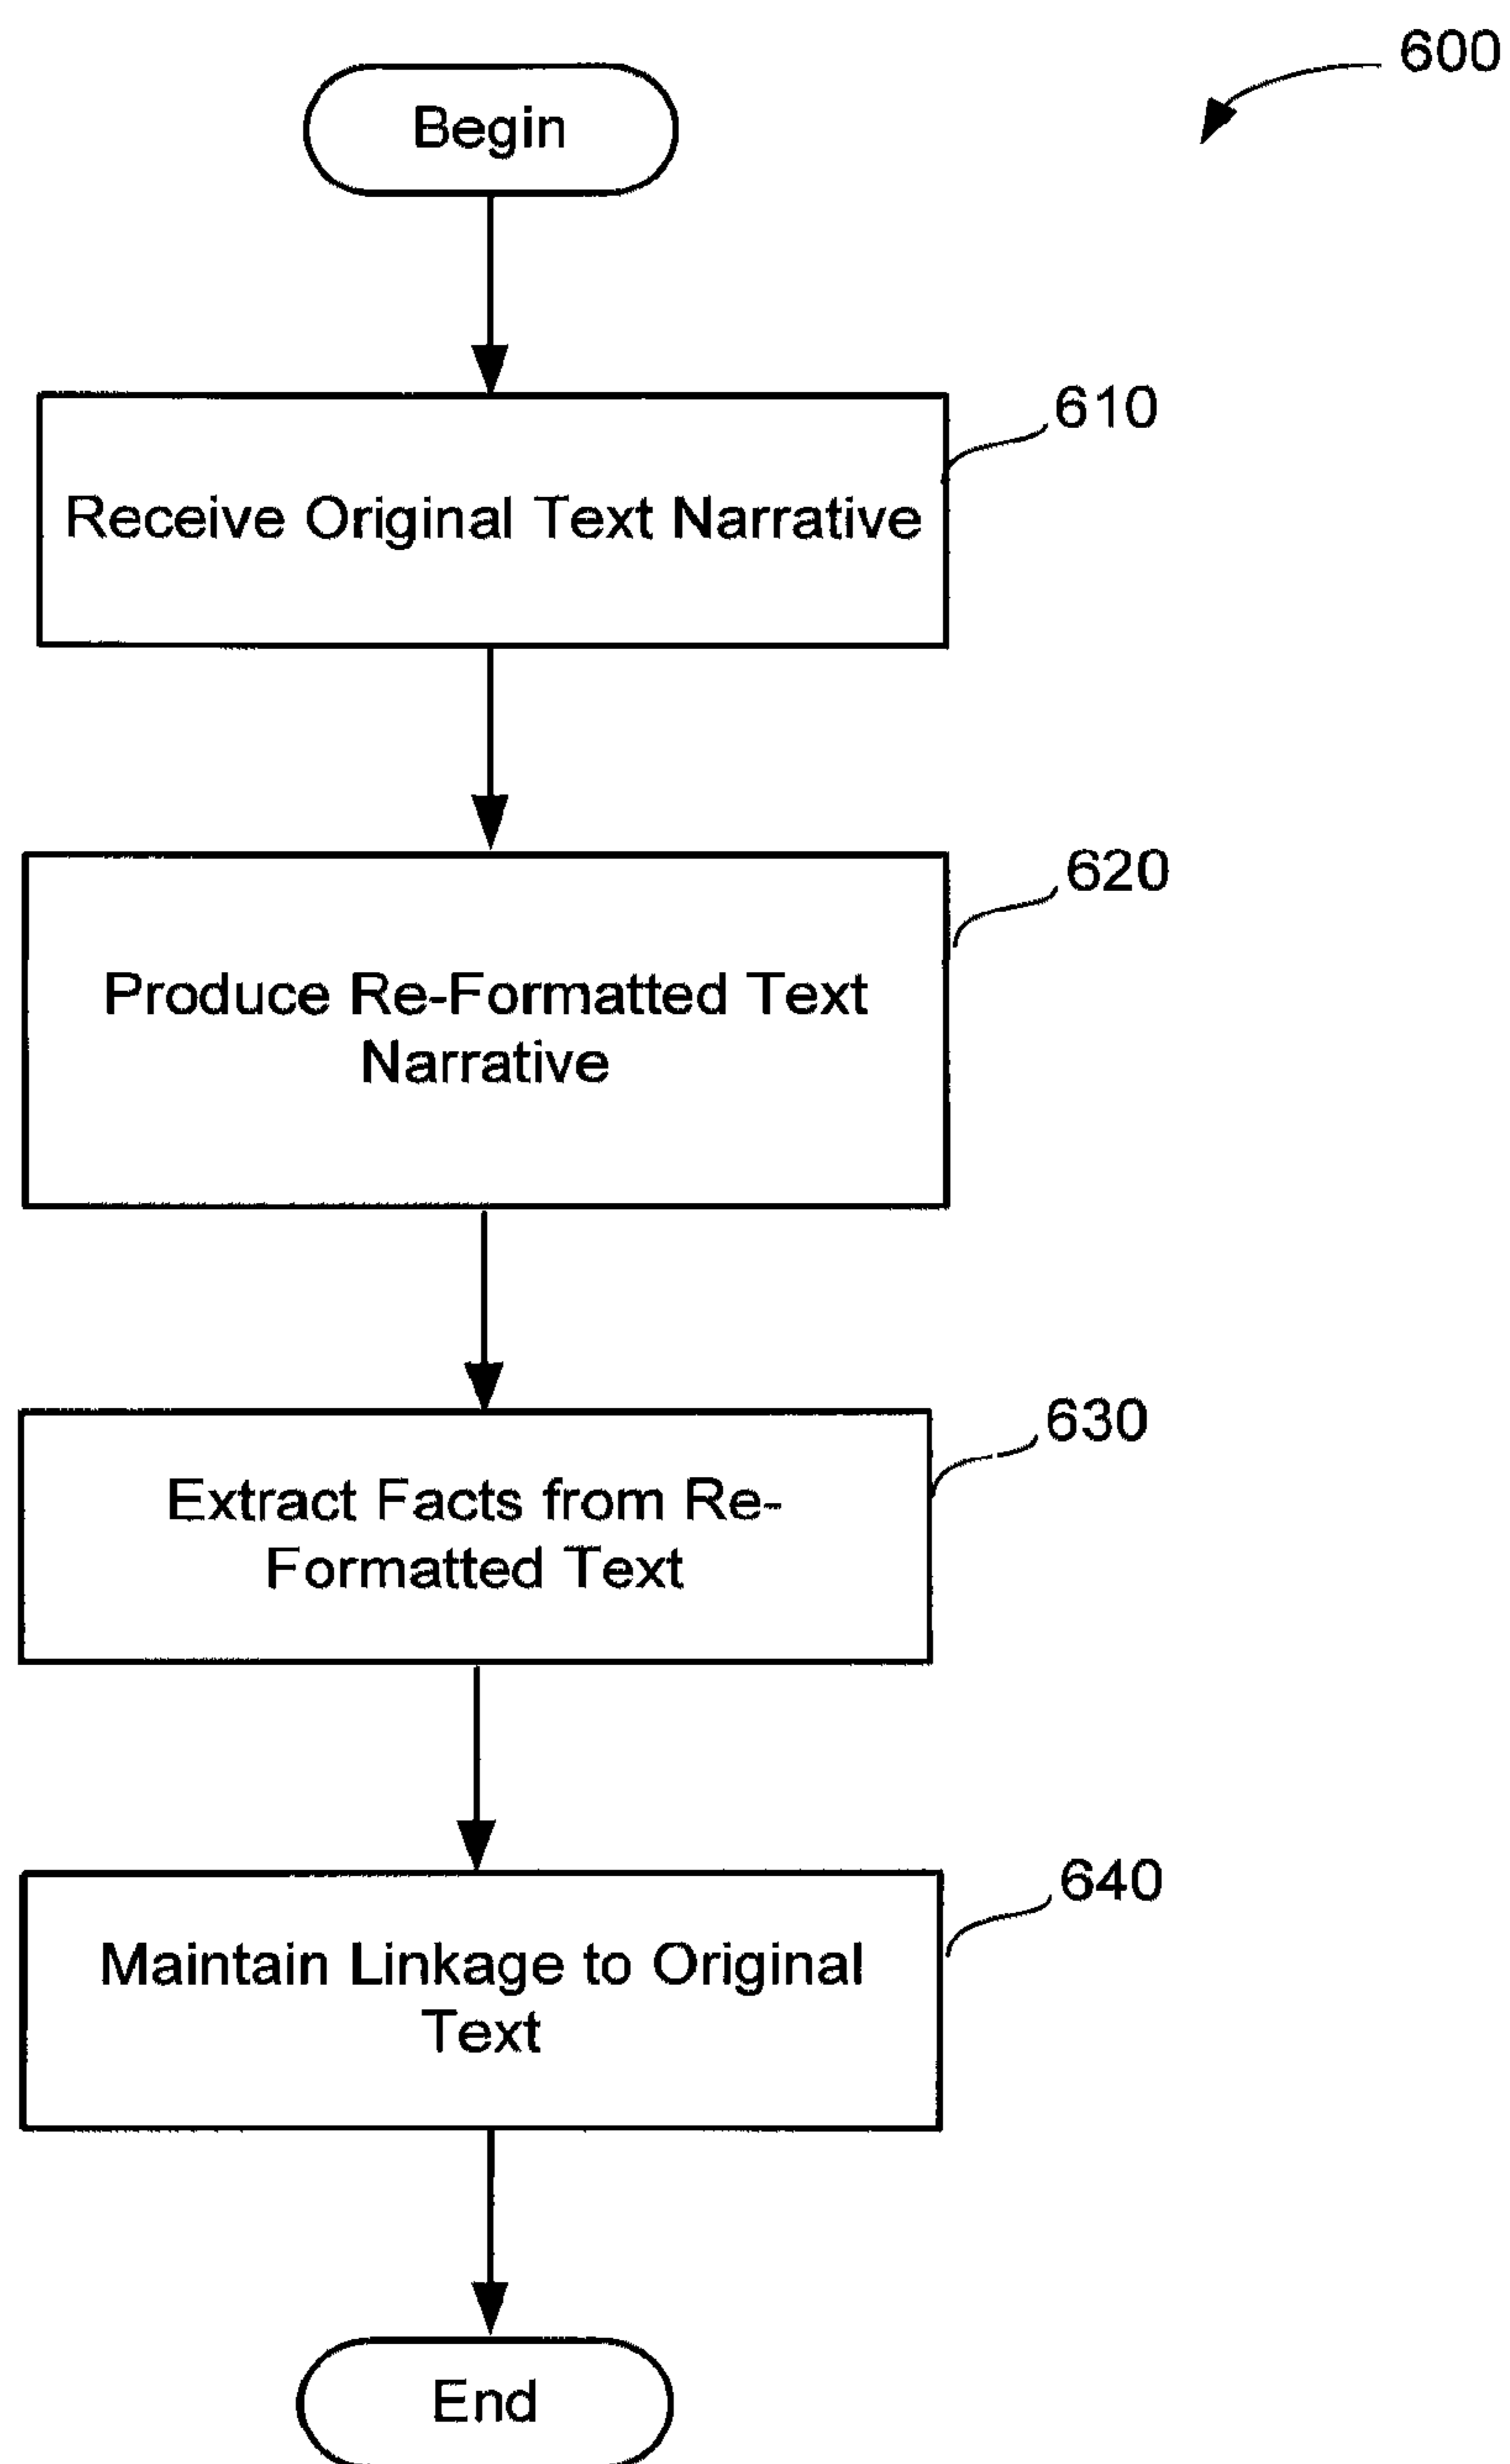 600
Begin
610
Receive Original Text Narrative
620
Produce Re-Formatted Text
Narrative
630
Extract Facts from Re-
Formatted Text
640
Maintain Linkage to Original
Text
End